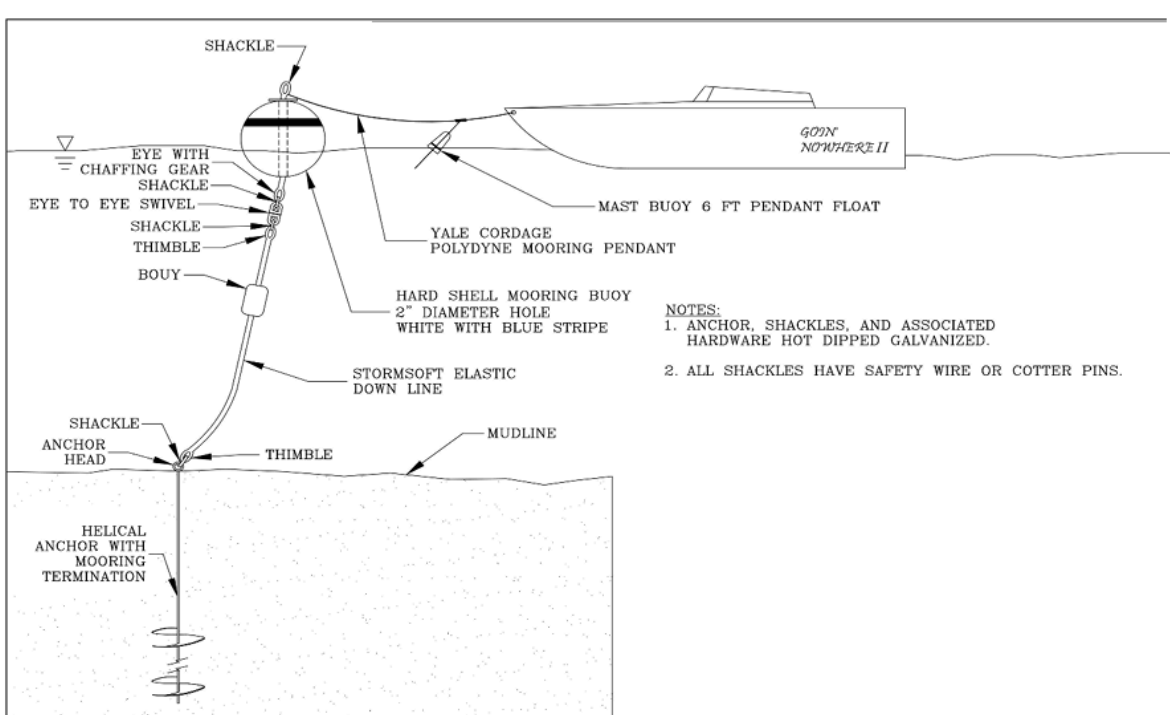 SHACKLE
GOIN'
NOWHERE II
EYE WITH
CHAFFING GEAR
SHACKLE
EYE TO EYE SWIVEL
SHACKLE
THIMBLE
MAST BUOY 6 FT PENDANT FLOAT
YALE CORDAGE
POLYDYNE MOORING PENDANT
BOUY
HARD SHELL MOORING BUOY
2" DIAMETER HOLE
WHITE WITH BLUE STRIPE
NOTES:
1. ANCHOR, SHACKLES, AND ASSOCIATED
HARDWARE HOT DIPPED GALVANIZED.
2. ALL SHACKLES HAVE SAFETY WIRE OR COTTER PINS.
STORMSOFT ELASTIC
DOWN LINE
SHACKLE
ANCHOR
HEAD
THIMBLE
MUDLINE
HELICAL
ANCHOR WITH
MOORING
TERMINATION